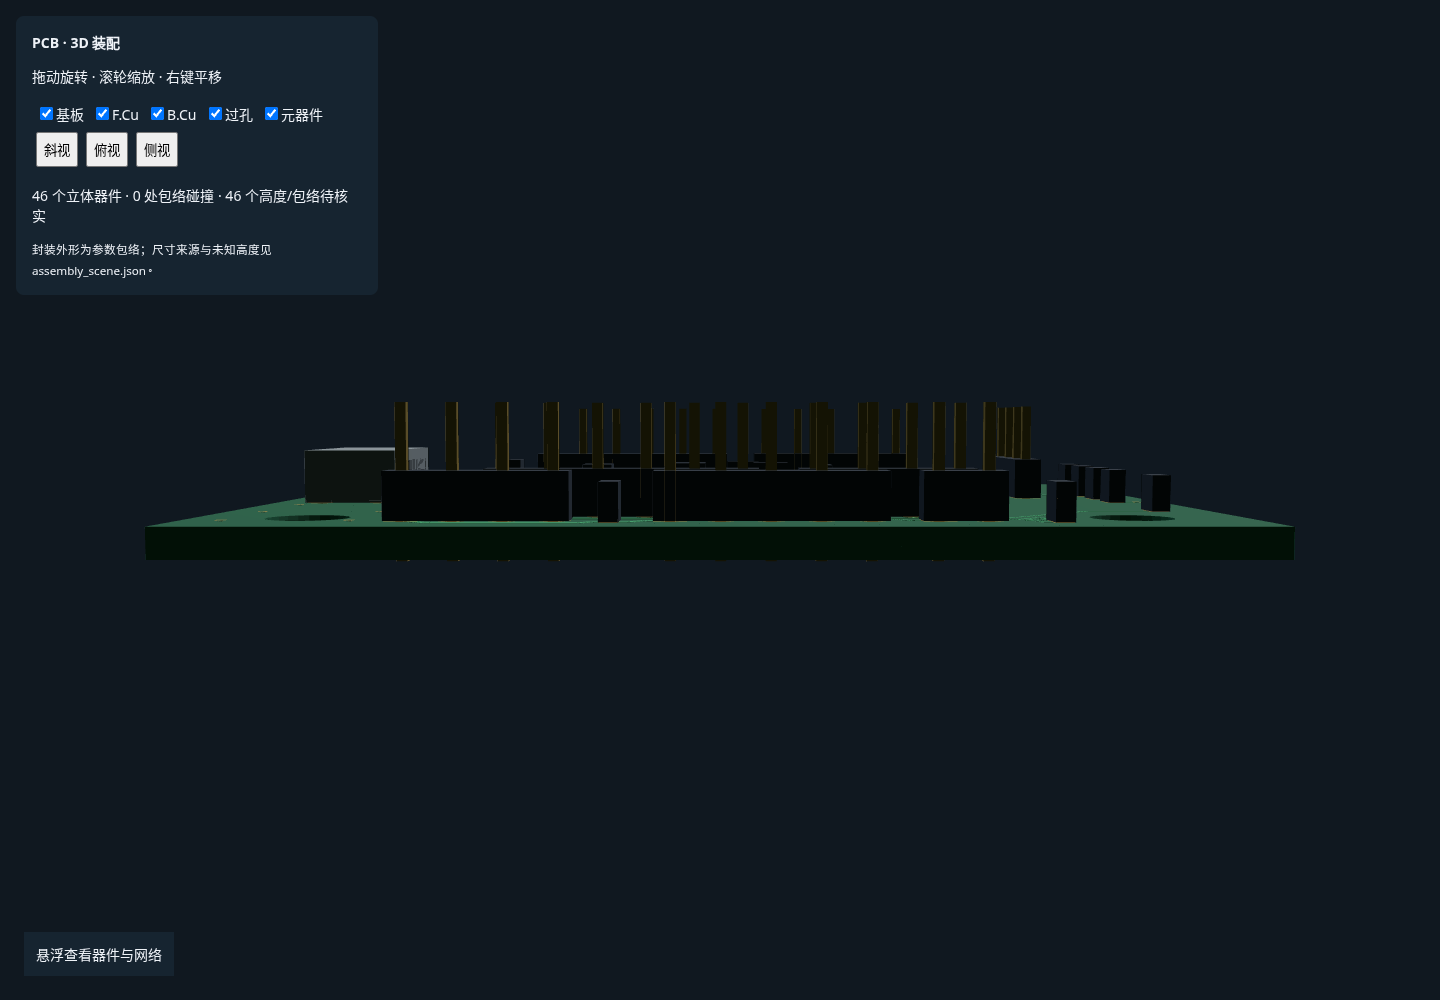 PCB · 3D 装配
拖动旋转 · 滚轮缩放 · 右键平移
基板 F.Cu B.Cu 过孔 元器件
斜视 俯视 侧视
46 个立体器件 · 0 处包络碰撞 · 46 个高度/包络待核
实
封装外形为参数包络；尺寸来源与未知高度见
assembly_scene.json。
悬浮查看器件与网络